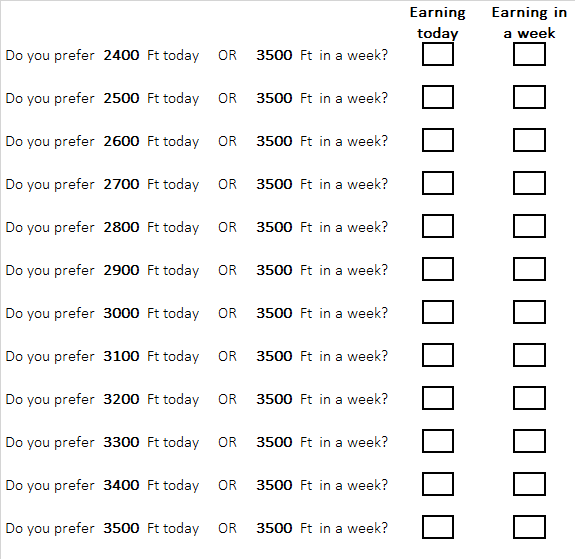 Earning today
Earning in a week
Do you prefer 2400 Ft today OR 3500 Ft in a week?
Do you prefer 2500 Ft today OR 3500 Ft in a week?
Do you prefer 2600 Ft today OR 3500 Ft in a week?
Do you prefer 2700 Ft today OR 3500 Ft in a week?
Do you prefer 2800 Ft today OR 3500 Ft in a week?
Do you prefer 2900 Ft today OR 3500 Ft in a week?
Do you prefer 3000 Ft today OR 3500 Ft in a week?
Do you prefer 3100 Ft today OR 3500 Ft in a week?
Do you prefer 3200 Ft today OR 3500 Ft in a week?
Do you prefer 3300 Ft today OR 3500 Ft in a week?
Do you prefer 3400 Ft today OR 3500 Ft in a week?
Do you prefer 3500 Ft today OR 3500 Ft in a week?